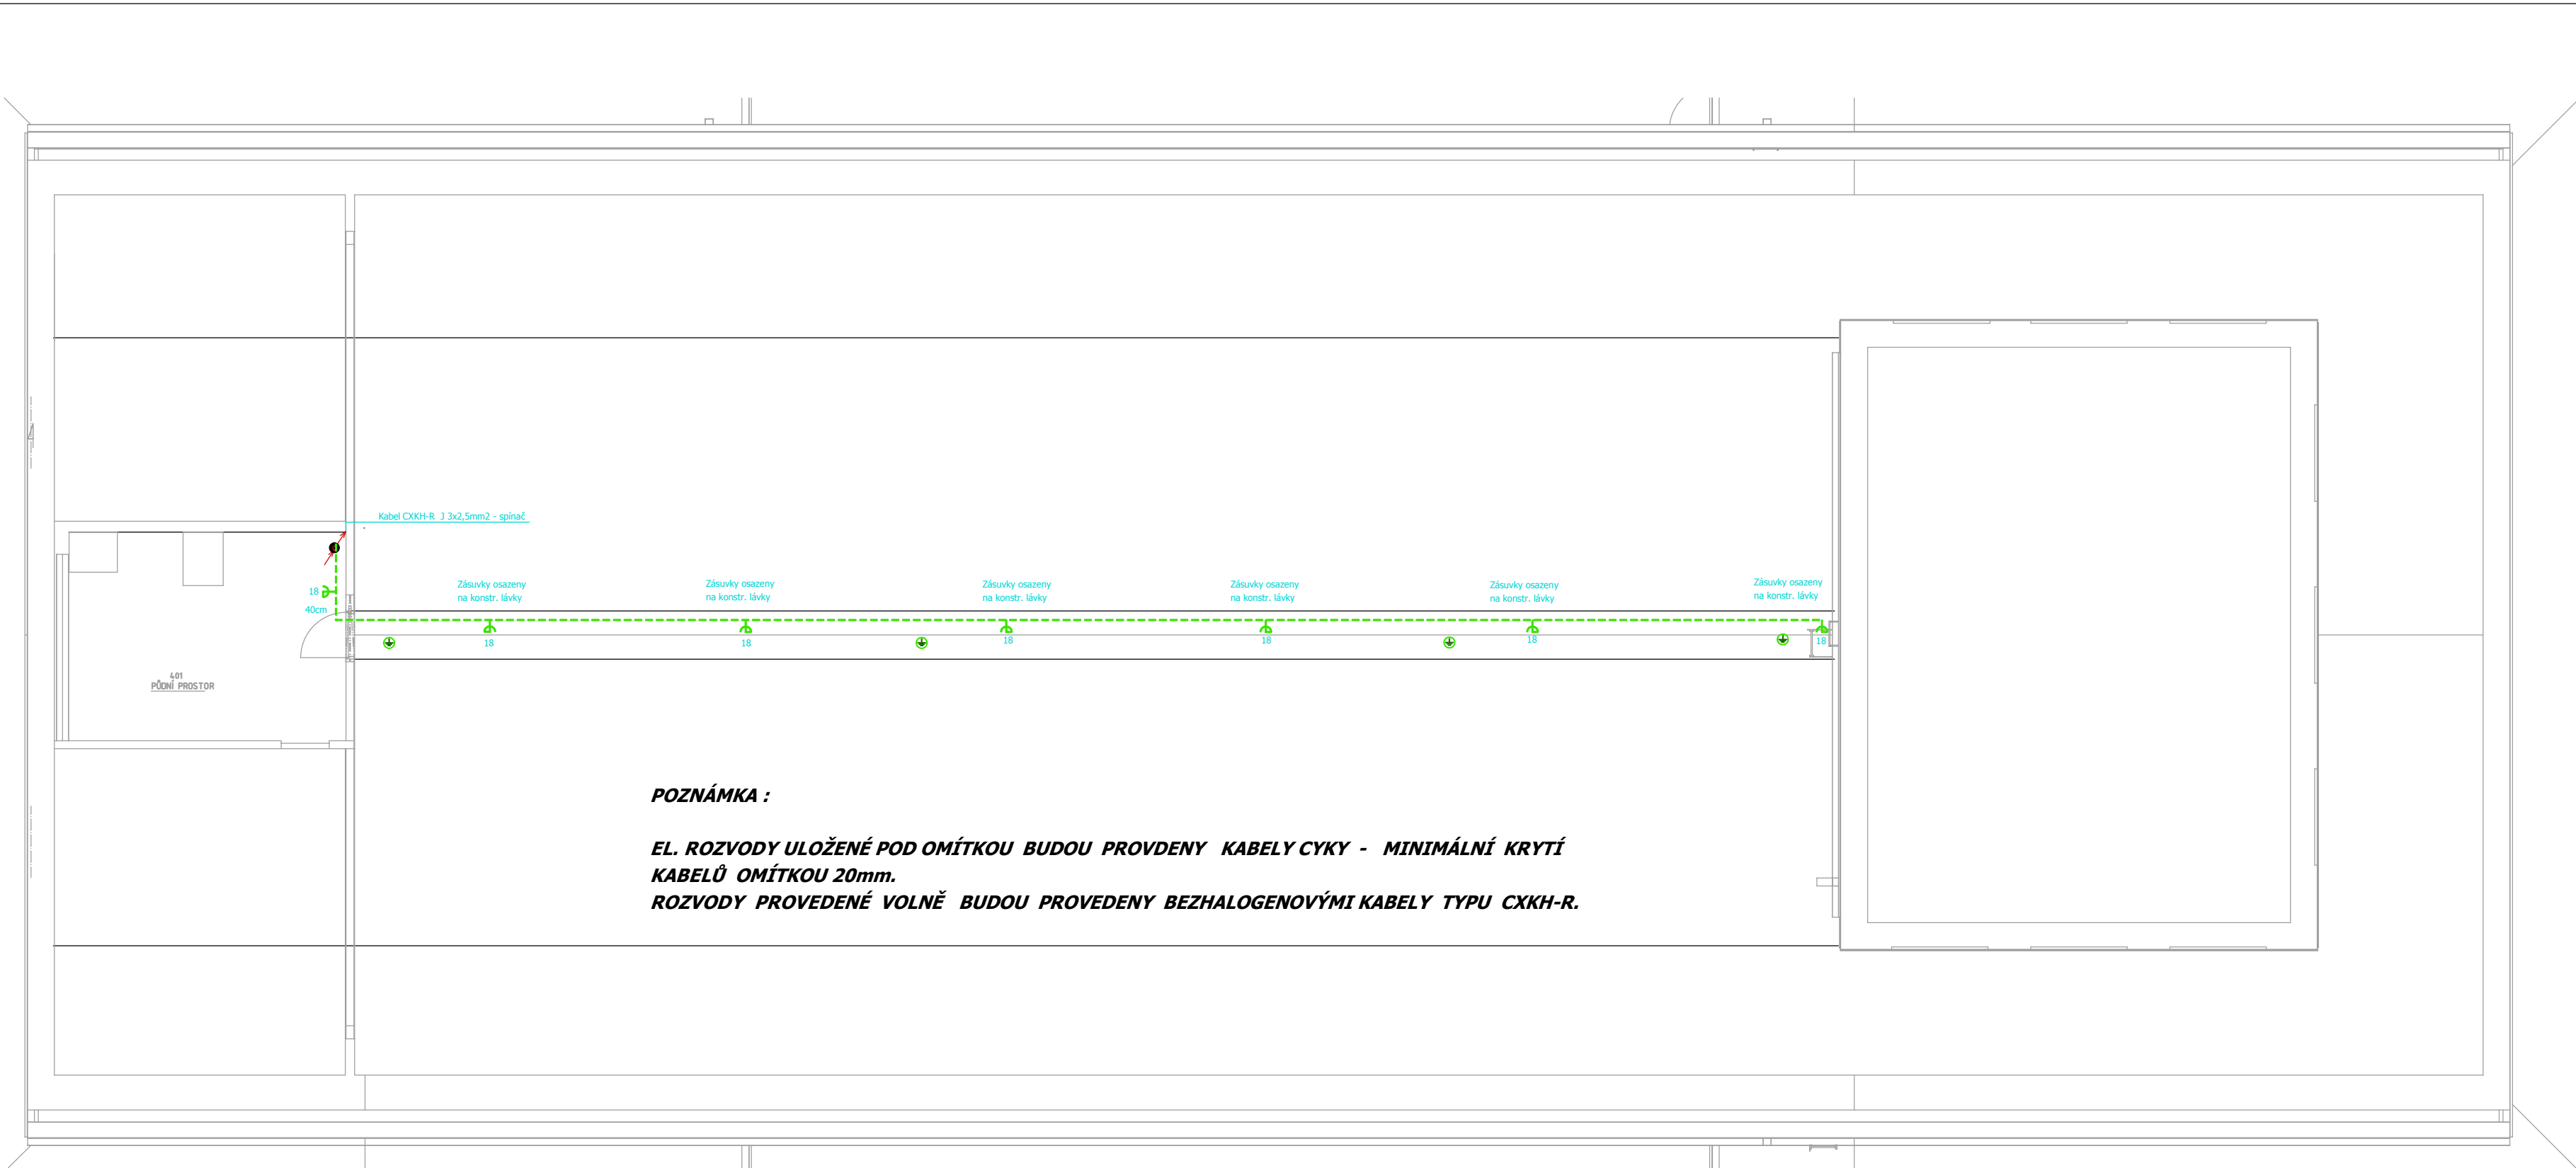 Kabel CXKH-R J 3x2,5mm2 - spínač
Zásuvky osazeny
na konstr. lávky
Zásuvky osazeny
na konstr. lávky
Zásuvky osazeny
na konstr. lávky
Zásuvky osazeny
na konstr. lávky
Zásuvky osazeny
na konstr. lávky
Zásuvky osazeny
na konstr. lávky
18
40cm
18
18
18
18
18
18
401
PŮDNÍ PROSTOR
POZNÁMKA :
EL. ROZVODY ULOŽENÉ POD OMÍTKOU BUDOU PROVDENY KABELY CYKY - MINIMÁLNÍ KRYTÍ
KABELŮ OMÍTKOU 20mm.
ROZVODY PROVEDENÉ VOLNĚ BUDOU PROVEDENY BEZHALOGENOVÝMI KABELY TYPU CXKH-R.